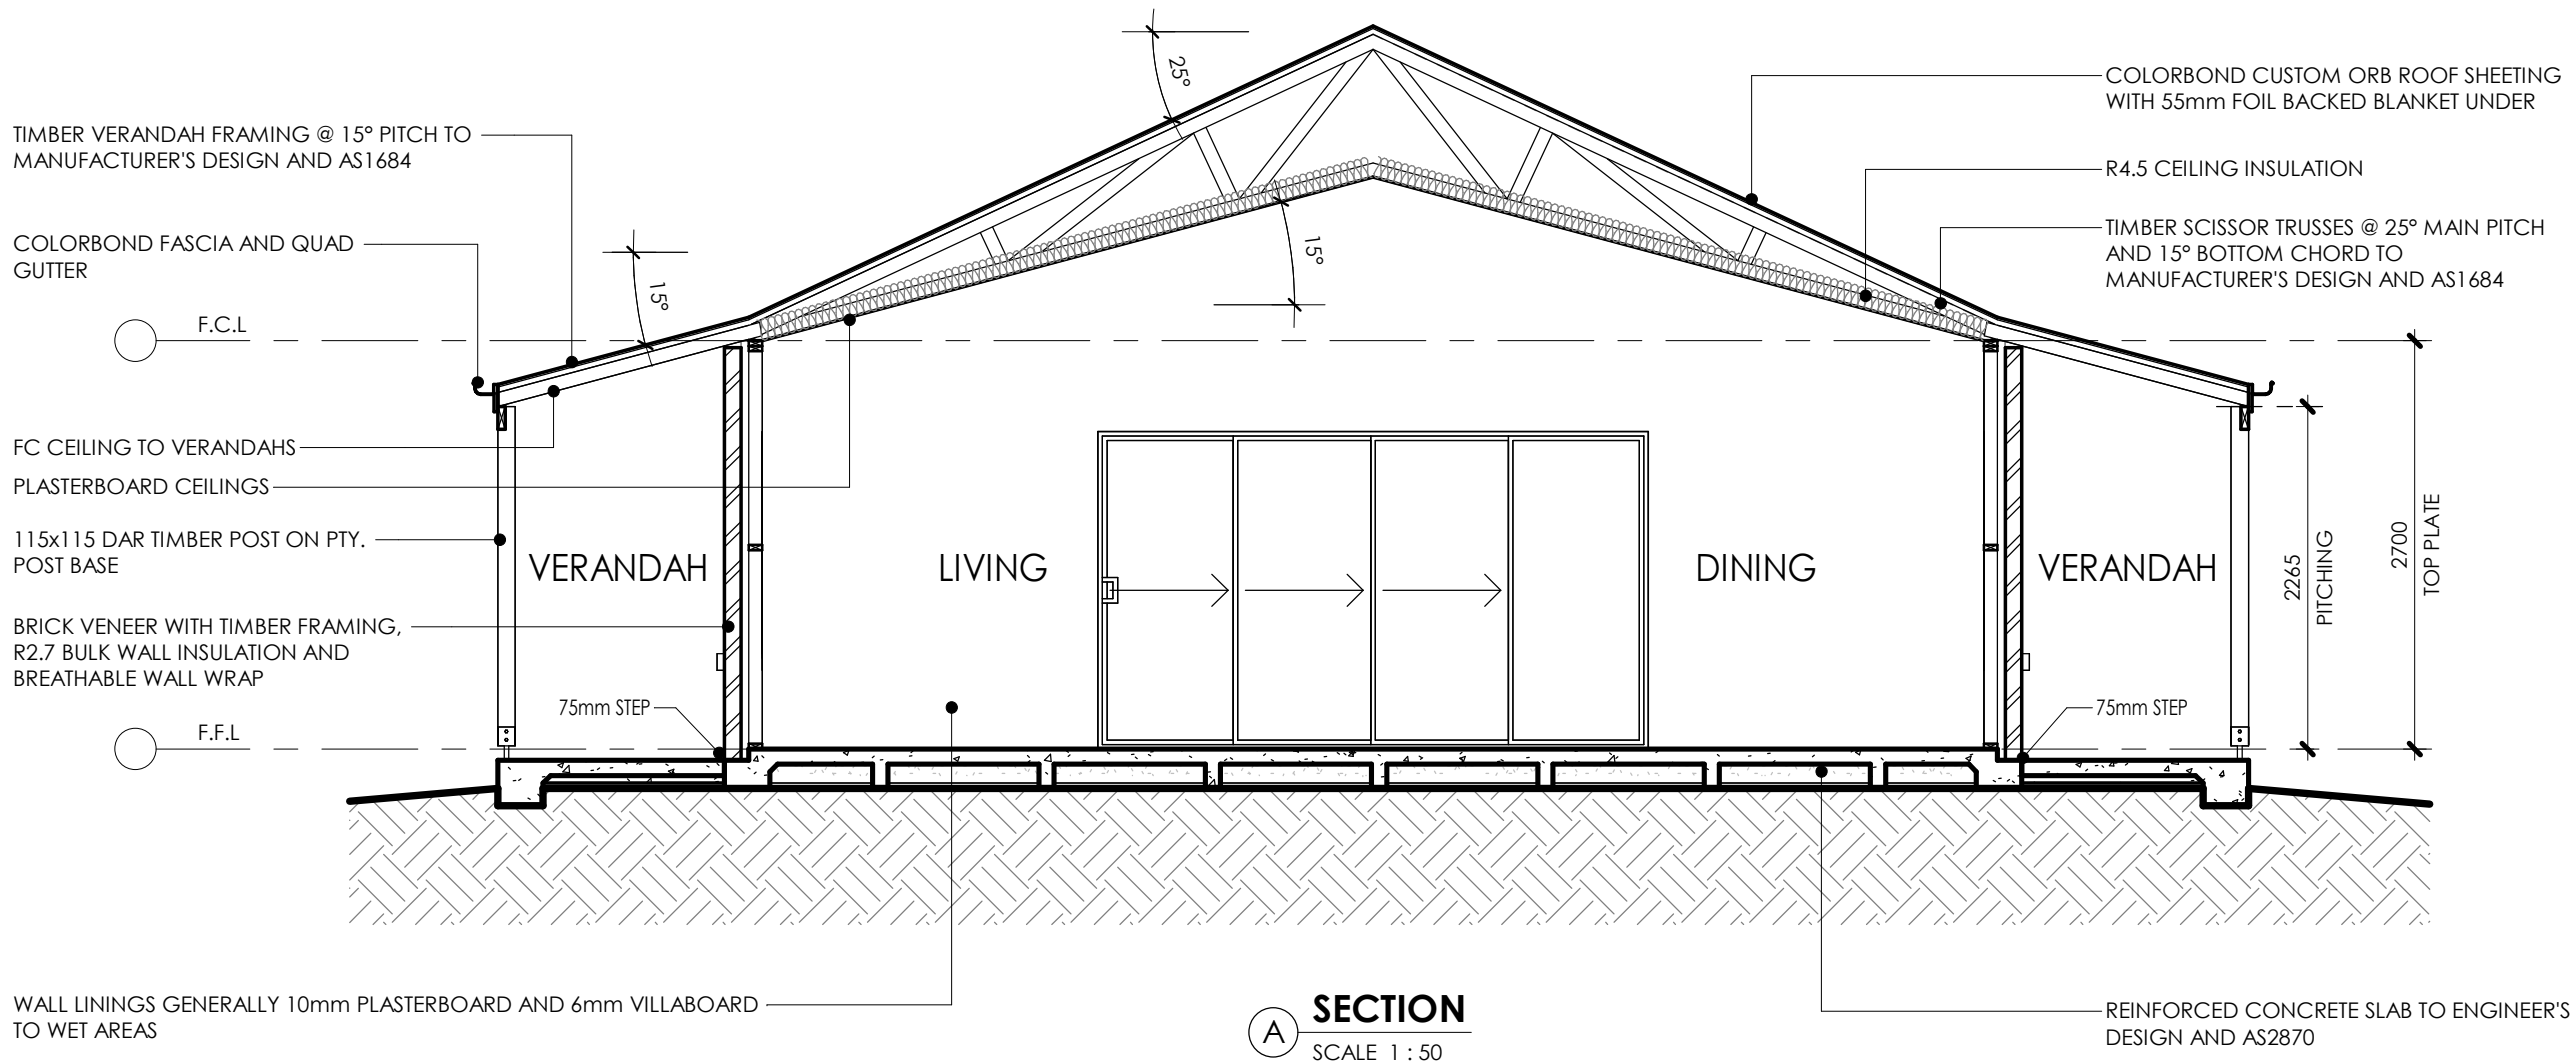 25°
COLORBOND CUSTOM ORB ROOF SHEETING
WITH 55mm FOIL BACKED BLANKET UNDER
TIMBER VERANDAH FRAMING @ 15° PITCH TO
MANUFACTURER'S DESIGN AND AS1684
R4.5 CEILING INSULATION
COLORBOND FASCIA AND QUAD
GUTTER
15°
15°
TIMBER SCISSOR TRUSSES @ 25° MAIN PITCH
AND 15° BOTTOM CHORD TO
MANUFACTURER'S DESIGN AND AS1684
F.C.L
FC CEILING TO VERANDAHS
PLASTERBOARD CEILINGS
115x115 DAR TIMBER POST ON PTY.
POST BASE
VERANDAH
LIVING
DINING
VERANDAH
2265
PITCHING
2700
TOP PLATE
BRICK VENEER WITH TIMBER FRAMING,
R2.7 BULK WALL INSULATION AND
BREATHABLE WALL WRAP
75mm STEP
75mm STEP
F.F.L
WALL LININGS GENERALLY 10mm PLASTERBOARD AND 6mm VILLABOARD
TO WET AREAS
A
SECTION
SCALE 1 : 50
REINFORCED CONCRETE SLAB TO ENGINEER'S
DESIGN AND AS2870